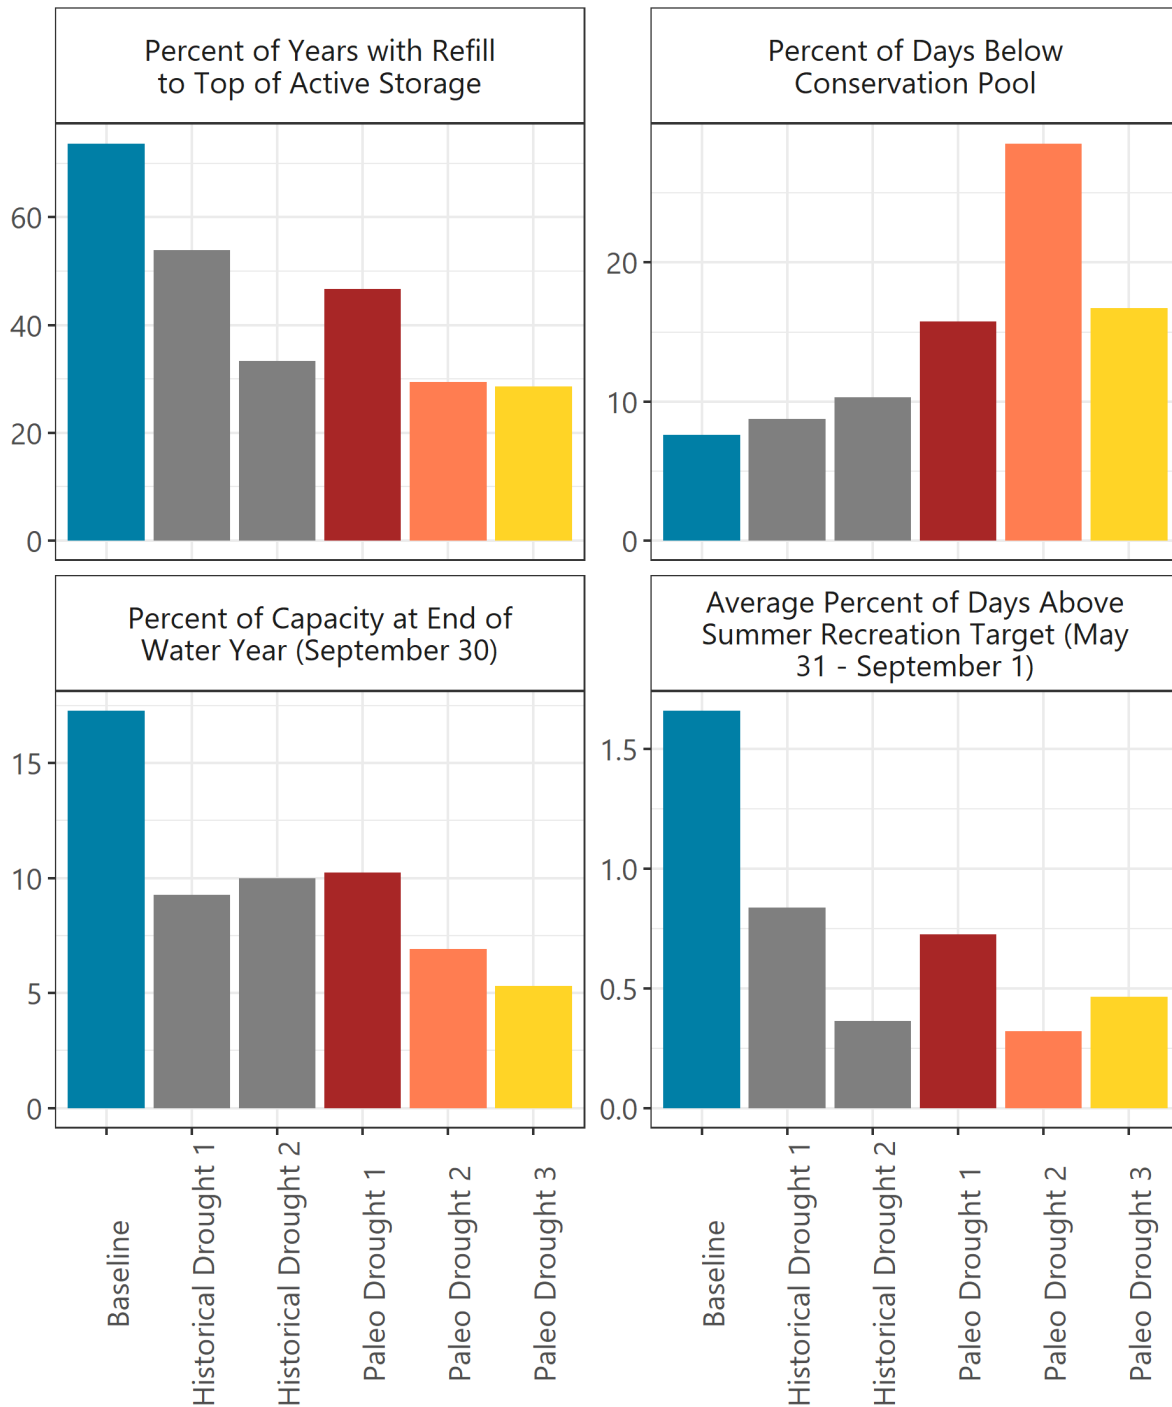 Percent of Years with Refill
to Top of Active Storage
Percent of Days Below
Conservation Pool
60
40
20
0
20
10
0
Percent of Capacity at End of
Water Year (September 30)
Average Percent of Days Above
Summer Recreation Target (May
31 - September 1)
15
10
5
0
1.5
1.0
0.5
0.0
Baseline
Historical Drought 1
Historical Drought 2
Paleo Drought 1
Paleo Drought 2
Paleo Drought 3
Baseline
Historical Drought 1
Historical Drought 2
Paleo Drought 1
Paleo Drought 2
Paleo Drought 3